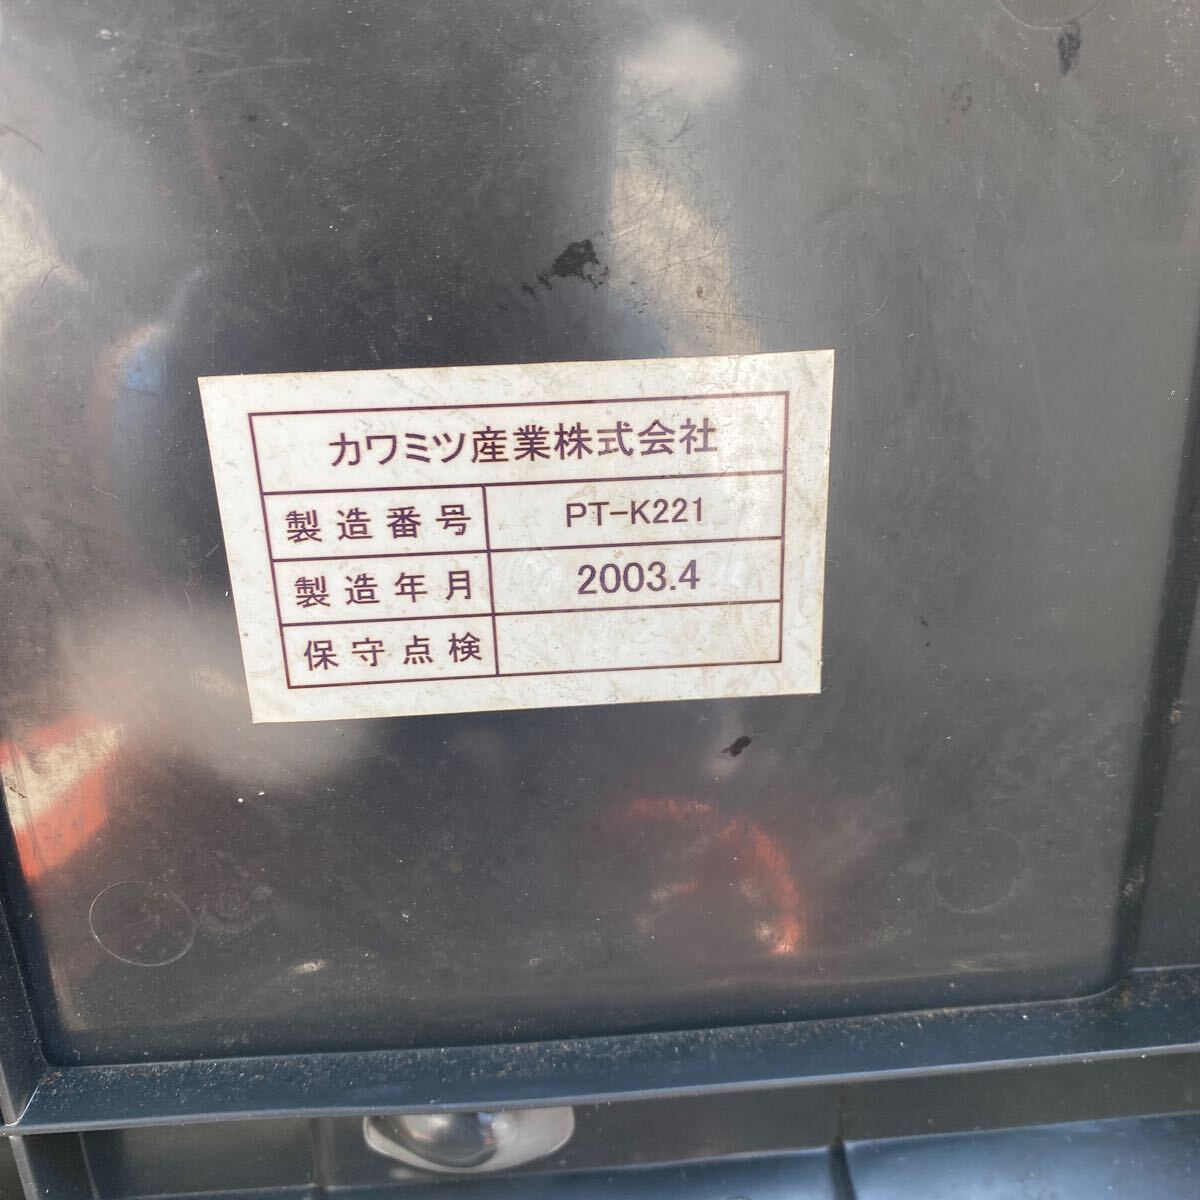 カワミツ産業株式会社
製造番号 PT-K221
製造年月 2003.4
保守点検